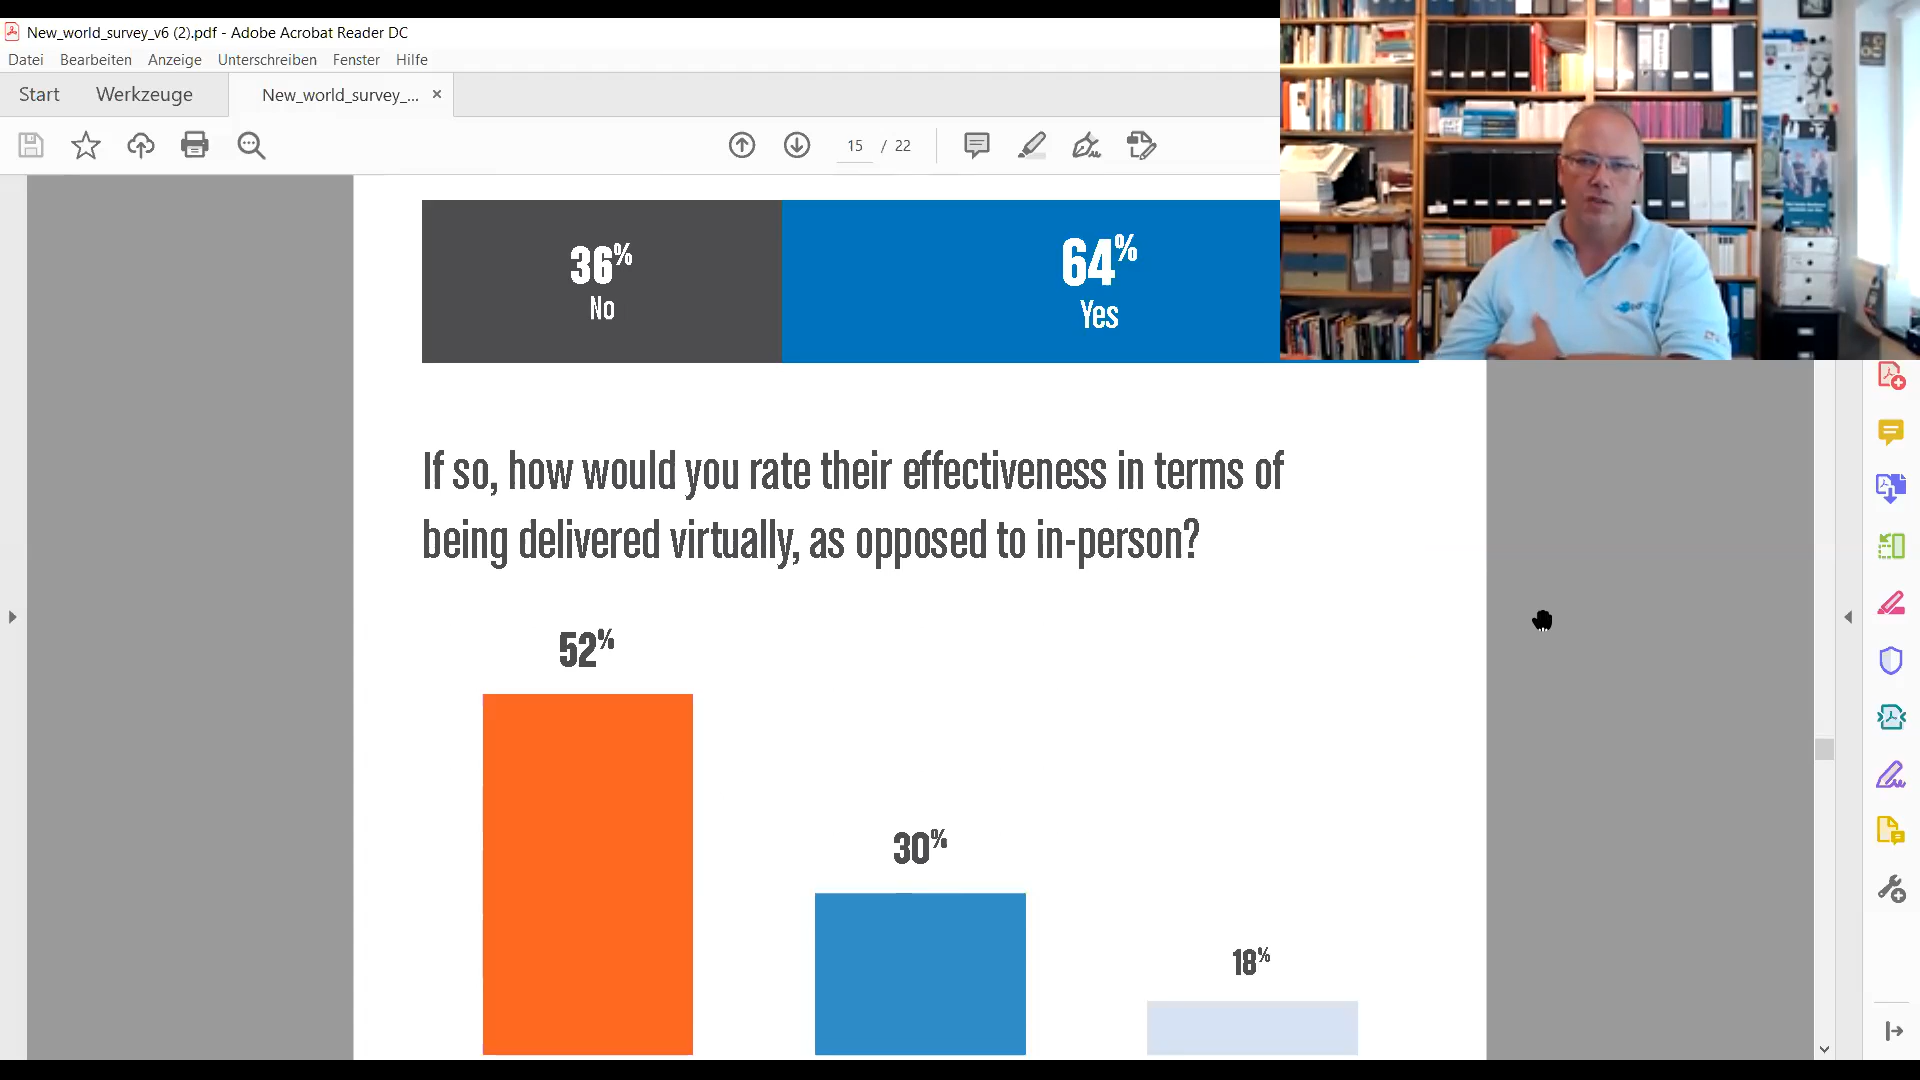 New_world_survey_v6 (2).pdf - Adobe Acrobat Reader DC
Datei Bearbeiten Anzeige Unterschreiben Fenster Hilfe
Start Werkzeuge New_world_survey_...
15 / 22
36%
No
64%
Yes
If so, how would you rate their effectiveness in terms of
being delivered virtually, as opposed to in-person?
52%
30%
18%